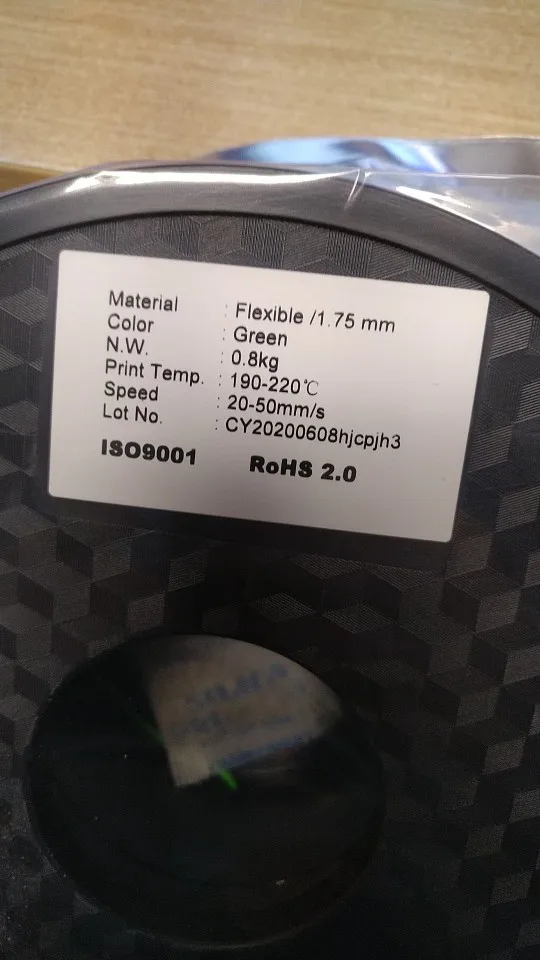 Material : Flexible /1.75 mm
Color : Green
N.W. : 0.8kg
Print Temp. : 190-220℃
Speed : 20-50mm/s
Lot No. : CY20200608hjcpjh3
ISO9001 RoHS 2.0